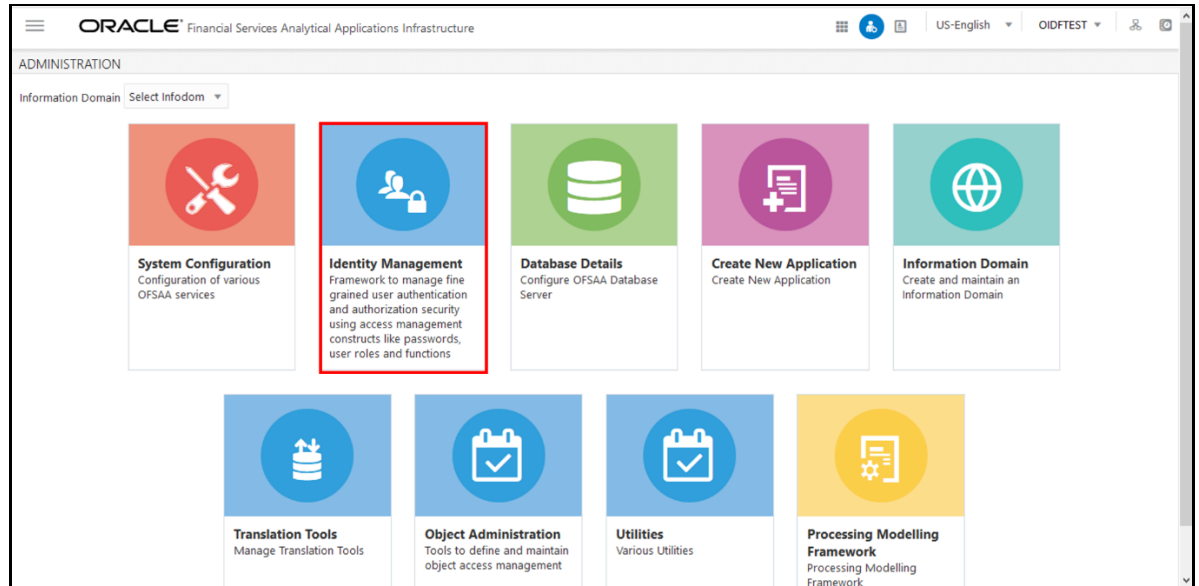 ORACLE Financial Services Analytical Applications Infrastructure
US-English
OIDFTEST
ADMINISTRATION
Information Domain Select Infodom
System Configuration
Configuration of various
OFSAA services
Identity Management
Framework to manage fine
grained user authentication
and authorization security
using access management
constructs like passwords,
user roles and functions
Database Details
Configure OFSAA Database
Server
Create New Application
Create New Application
Information Domain
Create and maintain an
Information Domain
Translation Tools
Manage Translation Tools
Object Administration
Tools to define and maintain
object access management
Utilities
Various Utilities
Processing Modelling
Framework
Processing Modelling
Framework